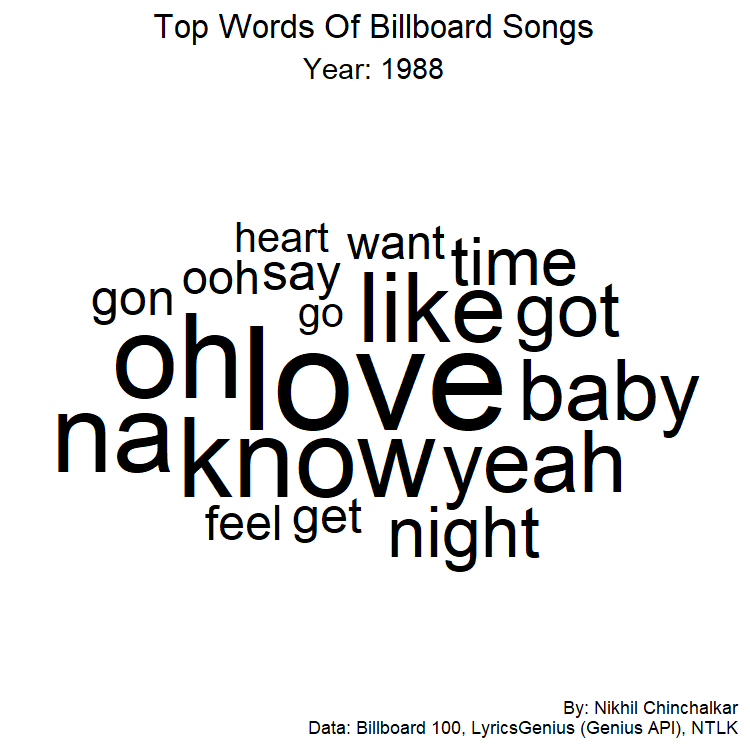 Top Words Of Billboard Songs
Year: 1988
heart want time
gon ooh say
go like got
oh love baby
na know yeah
feel get night
By: Nikhil Chinchalkar
Data: Billboard 100, LyricsGenius (Genius API), NTLK